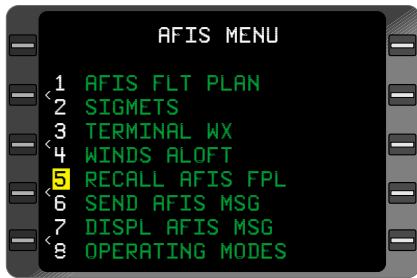 AFIS MENU
1 AFIS FLT PLAN
2 SIGMETS
3 TERMINAL WX
4 WINDS ALOFT
5 RECALL AFIS FPL
6 SEND AFIS MSG
7 DISPL AFIS MSG
8 OPERATING MODES